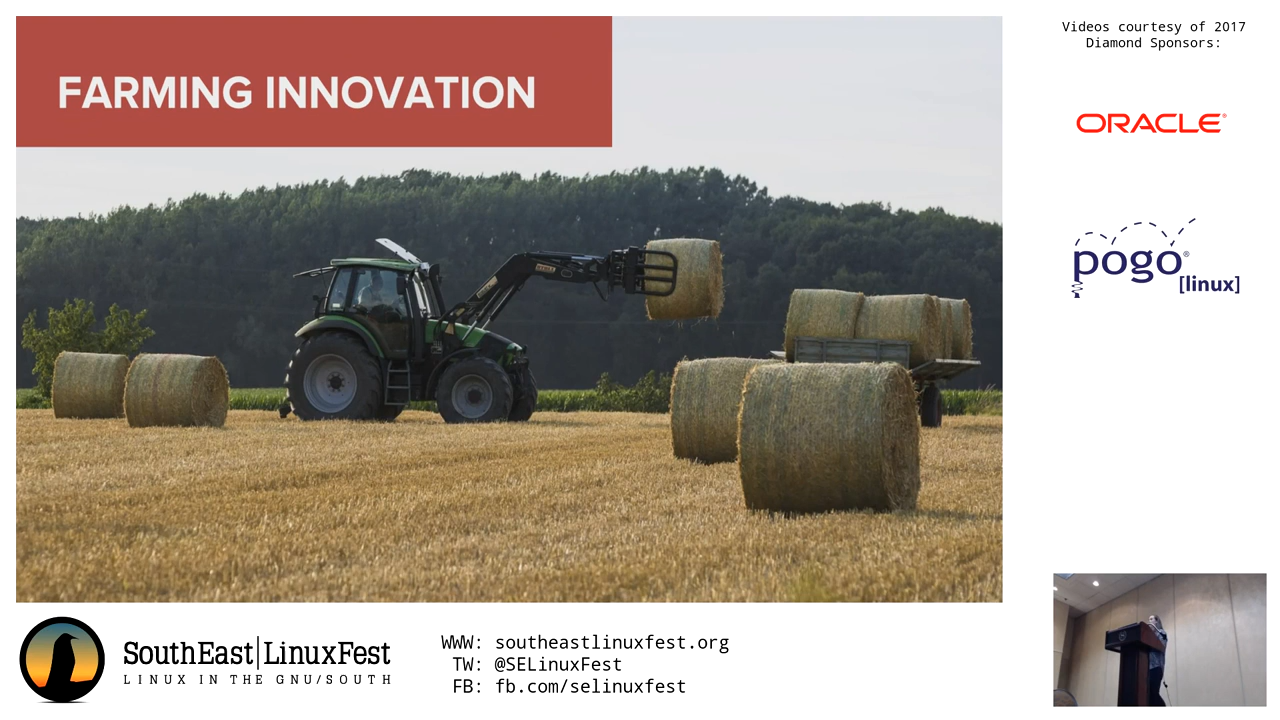 FARMING INNOVATION
Videos courtesy of 2017
Diamond Sponsors:
ORACLE®
pogo®
[linux]
SouthEast|LinuxFest
LINUX IN THE GNU/SOUTH
WWW: southeastlinuxfest.org
TW: @SELinuxFest
FB: fb.com/selinuxfest